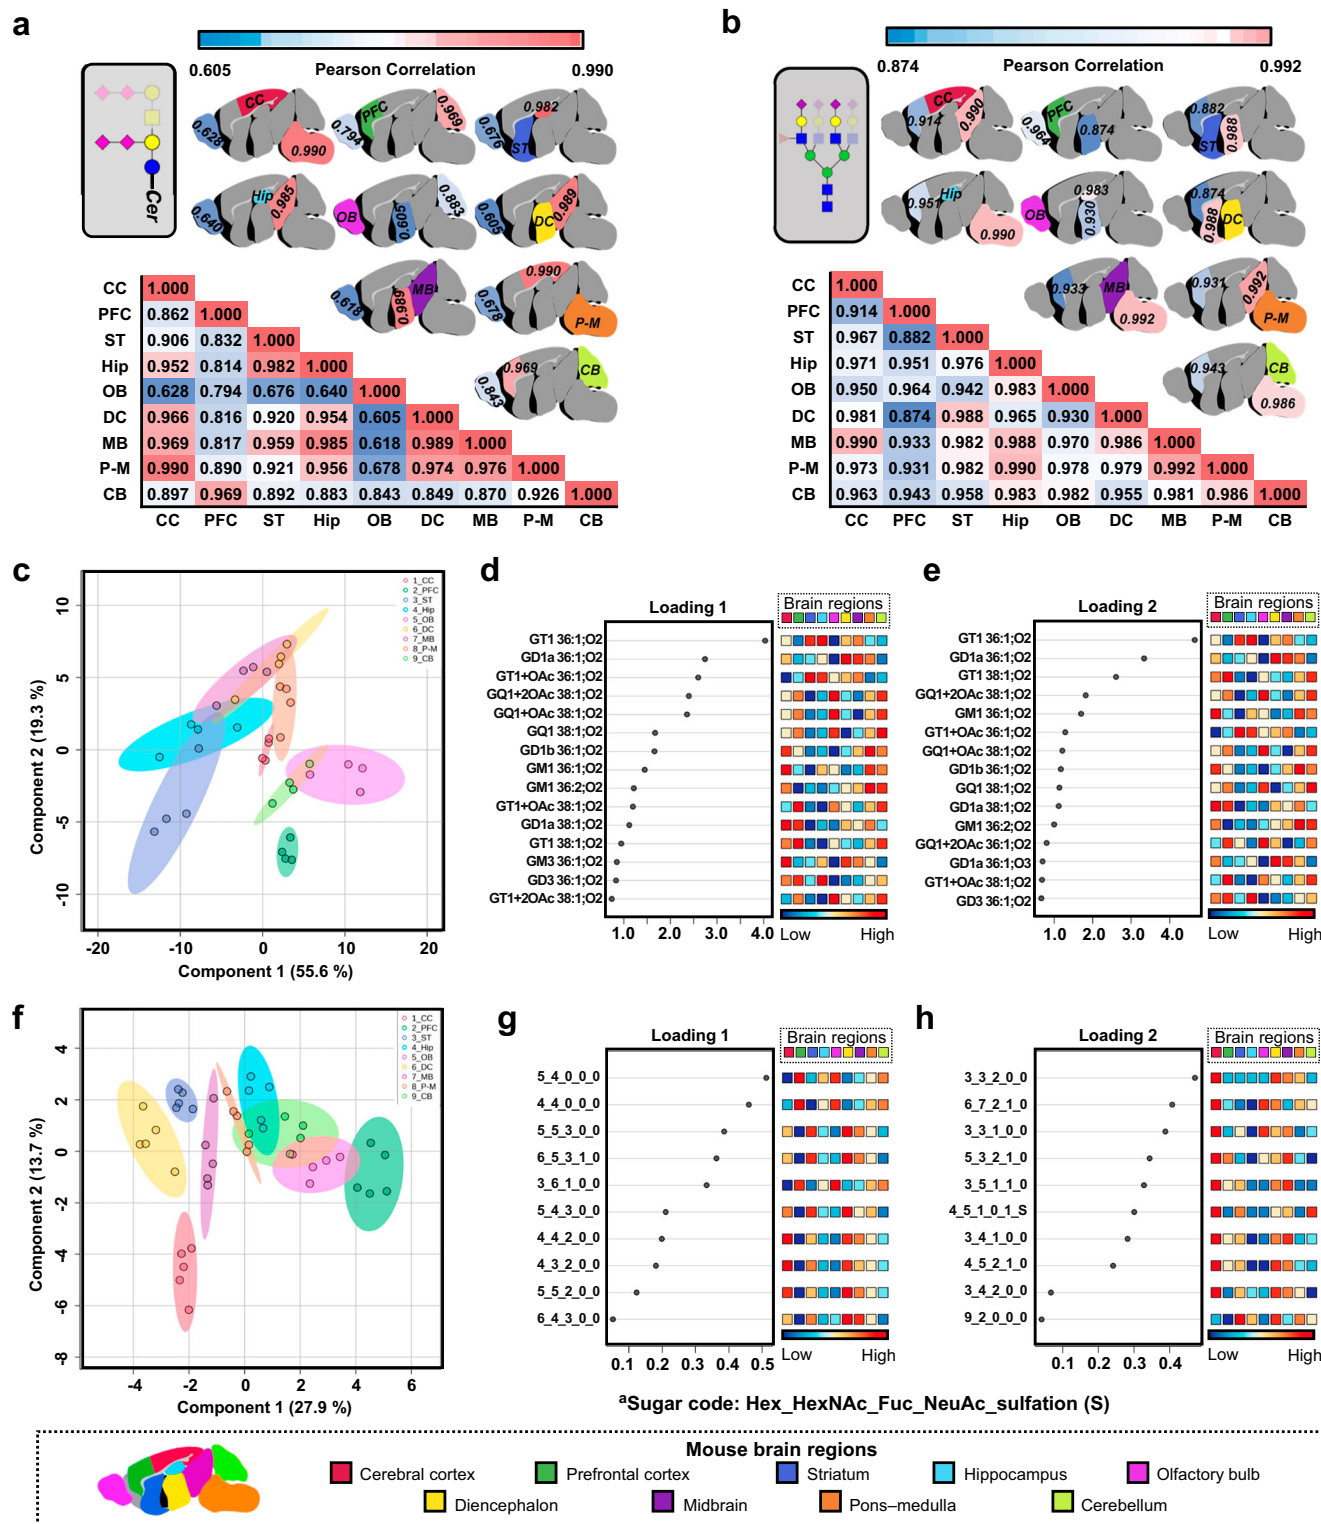 a
0.605
Pearson Correlation
0.990
Cer
CC
0.628
0.990
PFC
0.794
0.969
0.982
0.676
ST
Hip
0.640
0.985
OB
0.605
0.883
0.605
DC
0.989
0.618
0.989
MB
0.990
0.678
P-M
0.969
0.843
CB
CC 1.000
PFC 0.862 1.000
ST 0.906 0.832 1.000
Hip 0.952 0.814 0.982 1.000
OB 0.628 0.794 0.676 0.640 1.000
DC 0.966 0.816 0.920 0.954 0.605 1.000
MB 0.969 0.817 0.959 0.985 0.618 0.989 1.000
P-M 0.990 0.890 0.921 0.956 0.678 0.974 0.976 1.000
CB 0.897 0.969 0.892 0.883 0.843 0.849 0.870 0.926 1.000
CC PFC ST Hip OB DC MB P-M CB
b
0.874
Pearson Correlation
0.992
CC
0.914
0.990
PFC
0.964
0.874
0.882
ST
0.988
0.951
Hip
0.990
OB
0.983
0.930
0.874
0.988
DC
0.933
MB
0.992
0.931
0.992
P-M
0.943
CB
0.986
CC 1.000
PFC 0.914 1.000
ST 0.967 0.882 1.000
Hip 0.971 0.951 0.976 1.000
OB 0.950 0.964 0.942 0.983 1.000
DC 0.981 0.874 0.988 0.965 0.930 1.000
MB 0.990 0.933 0.982 0.988 0.970 0.986 1.000
P-M 0.973 0.931 0.982 0.990 0.978 0.979 0.992 1.000
CB 0.963 0.943 0.958 0.983 0.982 0.955 0.981 0.986 1.000
CC PFC ST Hip OB DC MB P-M CB
c
1_CC
2_PFC
3_ST
4_Hip
5_OB
6_DC
7_MB
8_P-M
9_CB
Component 2 (19.3 %)
10
5
0
-5
-10
-20 -10 0 10 20
Component 1 (55.6 %)
d
Loading 1
Brain regions
GT1 36:1;O2
GD1a 36:1;O2
GT1+OAc 36:1;O2
GQ1+2OAc 38:1;O2
GQ1+OAc 38:1;O2
GQ1 38:1;O2
GD1b 36:1;O2
GM1 36:1;O2
GM1 36:2;O2
GT1+OAc 38:1;O2
GD1a 38:1;O2
GT1 38:1;O2
GM3 36:1;O2
GD3 36:1;O2
GT1+2OAc 38:1;O2
1.0 2.0 3.0 4.0
Low High
e
Loading 2
Brain regions
GT1 36:1;O2
GD1a 36:1;O2
GT1 38:1;O2
GQ1+2OAc 38:1;O2
GM1 36:1;O2
GT1+OAc 36:1;O2
GQ1+OAc 38:1;O2
GD1b 36:1;O2
GQ1 38:1;O2
GD1a 38:1;O2
GM1 36:2;O2
GQ1+2OAc 36:1;O2
GD1a 36:1;O3
GT1+OAc 38:1;O2
GD3 36:1;O2
1.0 2.0 3.0 4.0
Low High
f
1_CC
2_PFC
3_ST
4_Hip
5_OB
6_DC
7_MB
8_P-M
9_CB
Component 2 (13.7 %)
4
2
0
-2
-4
-6
-8
-4 -2 0 2 4 6
Component 1 (27.9 %)
g
Loading 1
Brain regions
5_4_0_0_0
4_4_0_0_0
5_5_3_0_0
6_5_3_1_0
3_6_1_0_0
5_4_3_0_0
4_4_2_0_0
4_3_2_0_0
5_5_2_0_0
6_4_3_0_0
0.1 0.2 0.3 0.4 0.5
Low High
h
Loading 2
Brain regions
3_3_2_0_0
6_7_2_1_0
3_3_1_0_0
5_3_2_1_0
3_5_1_1_0
4_5_1_0_1_S
3_4_1_0_0
4_5_2_1_0
3_4_2_0_0
9_2_0_0_0
0.1 0.2 0.3 0.4
Low High
aSugar code: Hex_HexNAc_Fuc_NeuAc_sulfation (S)
Mouse brain regions
Cerebral cortex Prefrontal cortex Striatum Hippocampus Olfactory bulb
Diencephalon Midbrain Pons–medulla Cerebellum